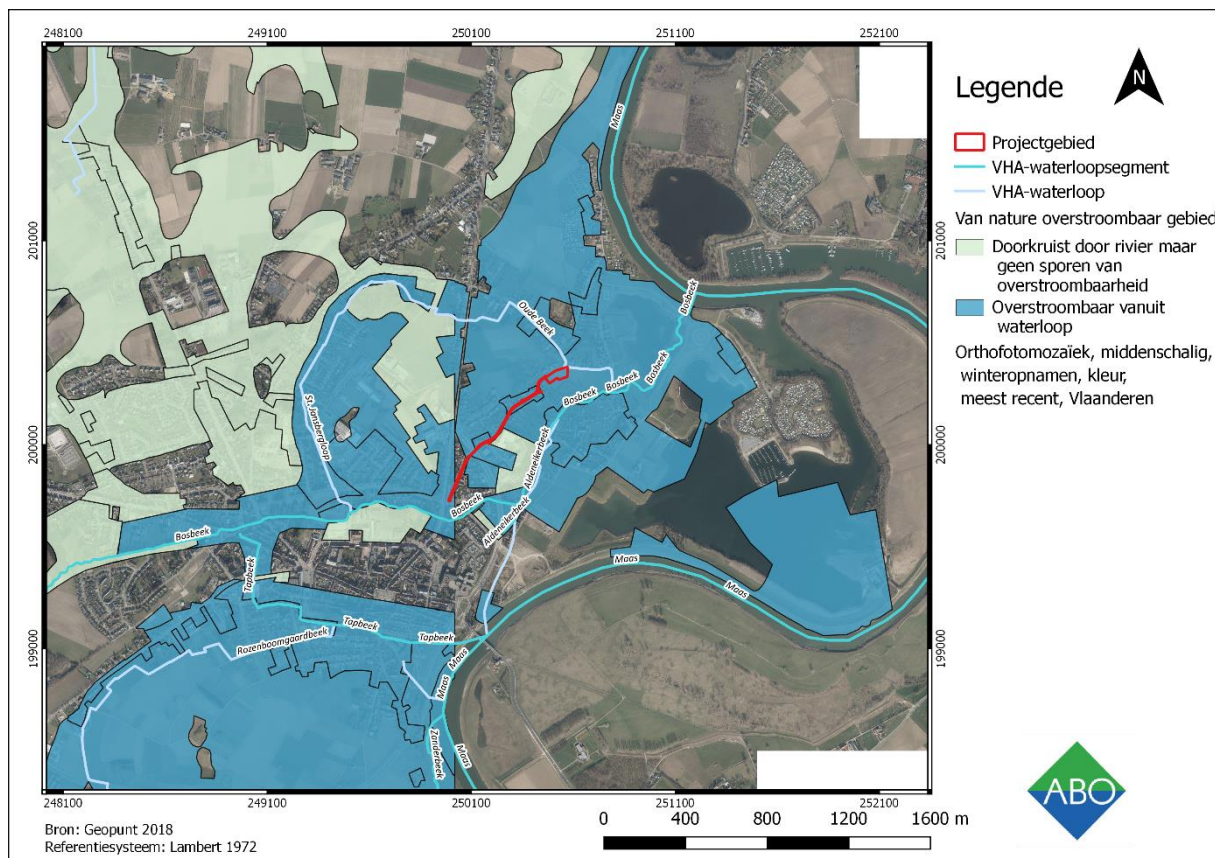 248100 249100 250100 251100 252100
201000 201000
200000 200000
199000 199000
Maas
Bosbeek
Oude Beek
Bosbeek
Bosbeek
Bosbeek
St.Jansbergloop
Aldeneikerbeek
Bosbeek
Aldeneikerbeek
Bosbeek
Tapbeek
Maas
Maas
Tapbeek
Tapbeek
Rozenboomgaardbeek
Maas
Maas
Zanderbeek
Maas
248100 249100 250100 251100 252100
Bron: Geopunt 2018
Referentiesysteem: Lambert 1972
0 400 800 1200 1600 m
Legende
N
Projectgebied
VHA-waterloopsegment
VHA-waterloop
Van nature overstroombaar gebied
Doorkruist door rivier maar
geen sporen van
overstroombaarheid
Overstroombaar vanuit
waterloop
Orthofotomozaïek, middenschalig,
winteropnamen, kleur,
meest recent, Vlaanderen
ABO